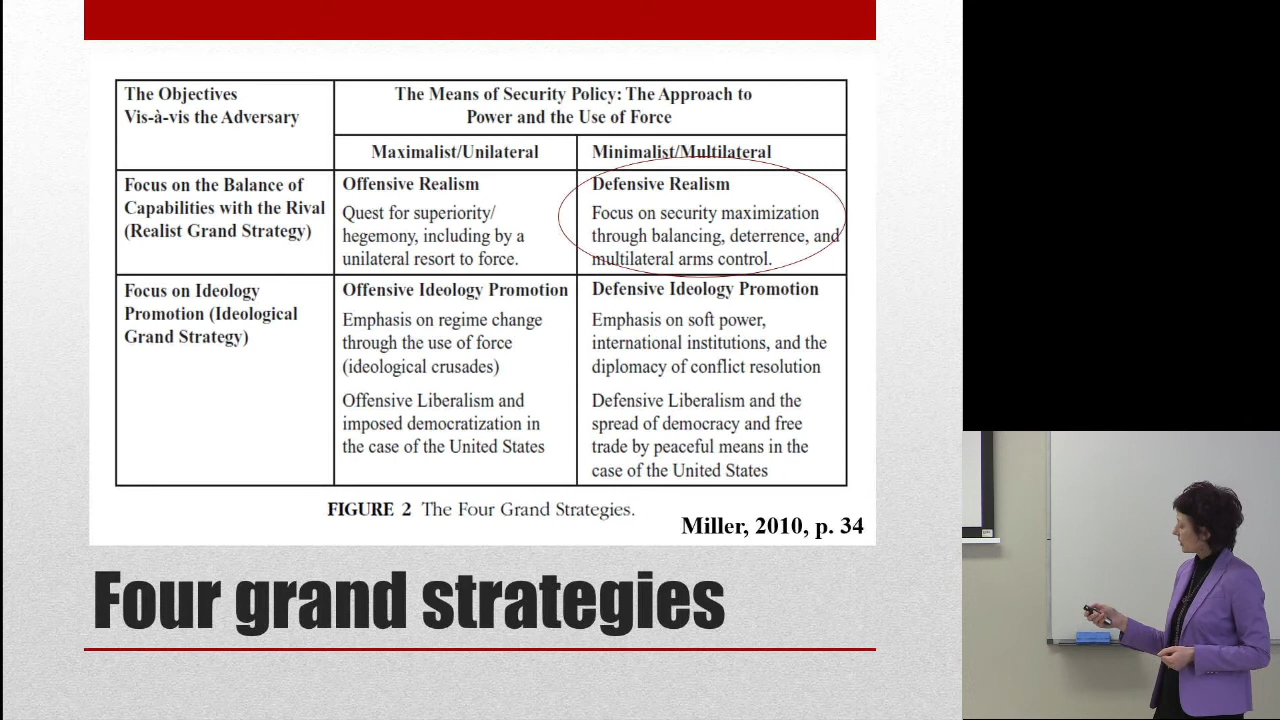 The Objectives
Vis-à-vis the Adversary
The Means of Security Policy: The Approach to
Power and the Use of Force
Maximalist/Unilateral
Minimalist/Multilateral
Focus on the Balance of
Capabilities with the Rival
(Realist Grand Strategy)
Offensive Realism
Quest for superiority/
hegemony, including by a
unilateral resort to force.
Defensive Realism
Focus on security maximization
through balancing, deterrence, and
multilateral arms control.
Focus on Ideology
Promotion (Ideological
Grand Strategy)
Offensive Ideology Promotion
Emphasis on regime change
through the use of force
(ideological crusades)
Offensive Liberalism and
imposed democratization in
the case of the United States
Defensive Ideology Promotion
Emphasis on soft power,
international institutions, and the
diplomacy of conflict resolution
Defensive Liberalism and the
spread of democracy and free
trade by peaceful means in the
case of the United States
FIGURE 2 The Four Grand Strategies.
Miller, 2010, p. 34
Four grand strategies